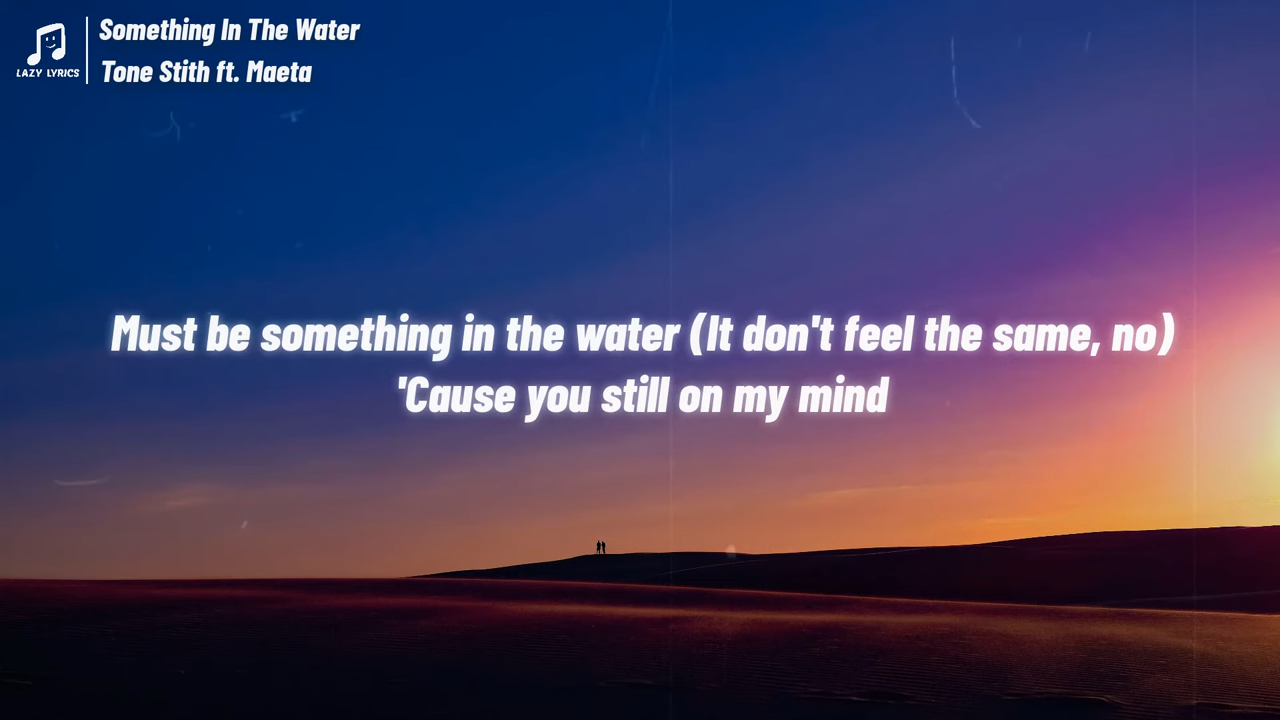 Something In The Water
LAZY LYRICS
Tone Stith ft. Maeta
Must be something in the water (It don't feel the same, no)
'Cause you still on my mind